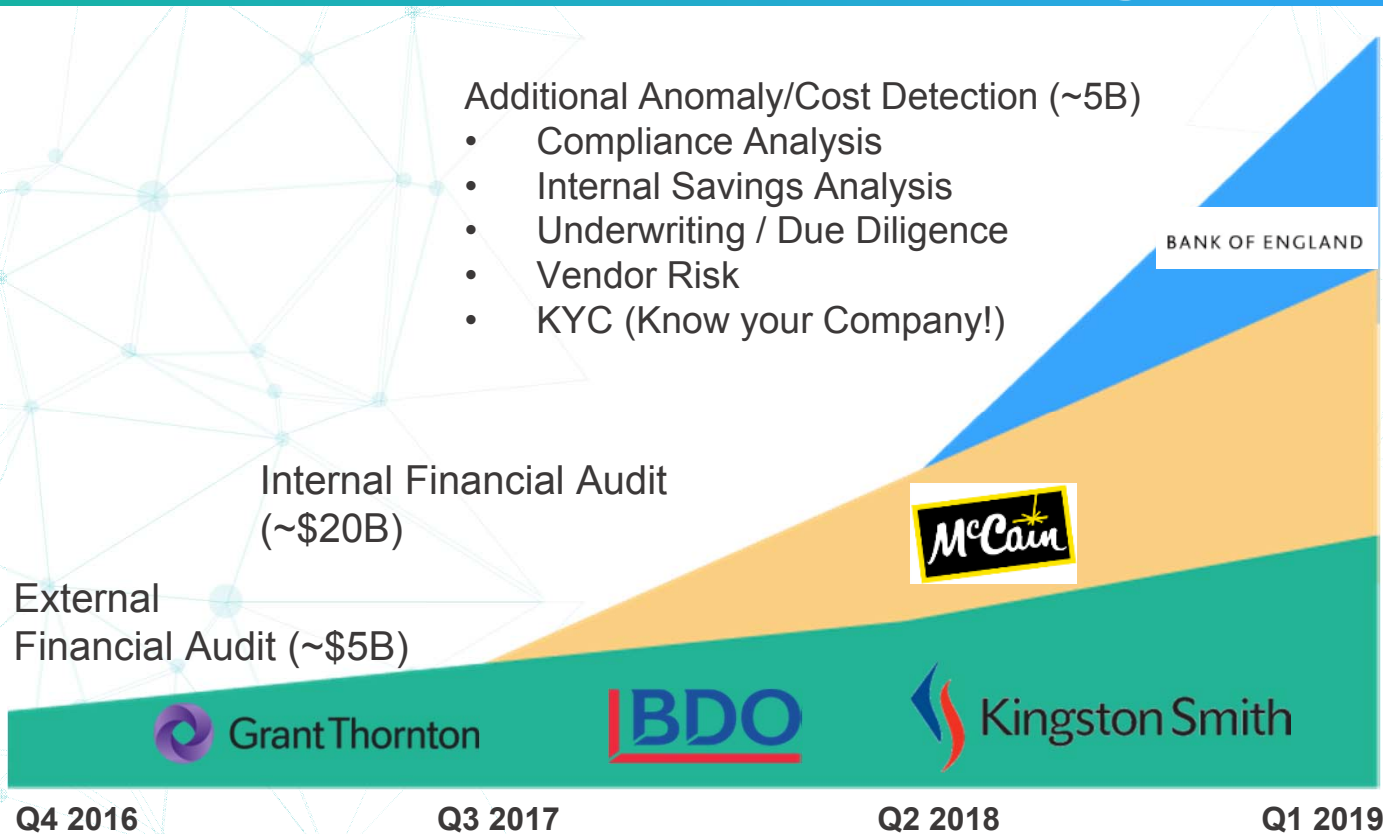 Additional Anomaly/Cost Detection (~5B)
• Compliance Analysis
• Internal Savings Analysis
• Underwriting / Due Diligence
• Vendor Risk
• KYC (Know your Company!)
BANK OF ENGLAND
Internal Financial Audit
(~$20B)
McCain
External
Financial Audit (~$5B)
Grant Thornton
BDO
Kingston Smith
Q4 2016
Q3 2017
Q2 2018
Q1 2019